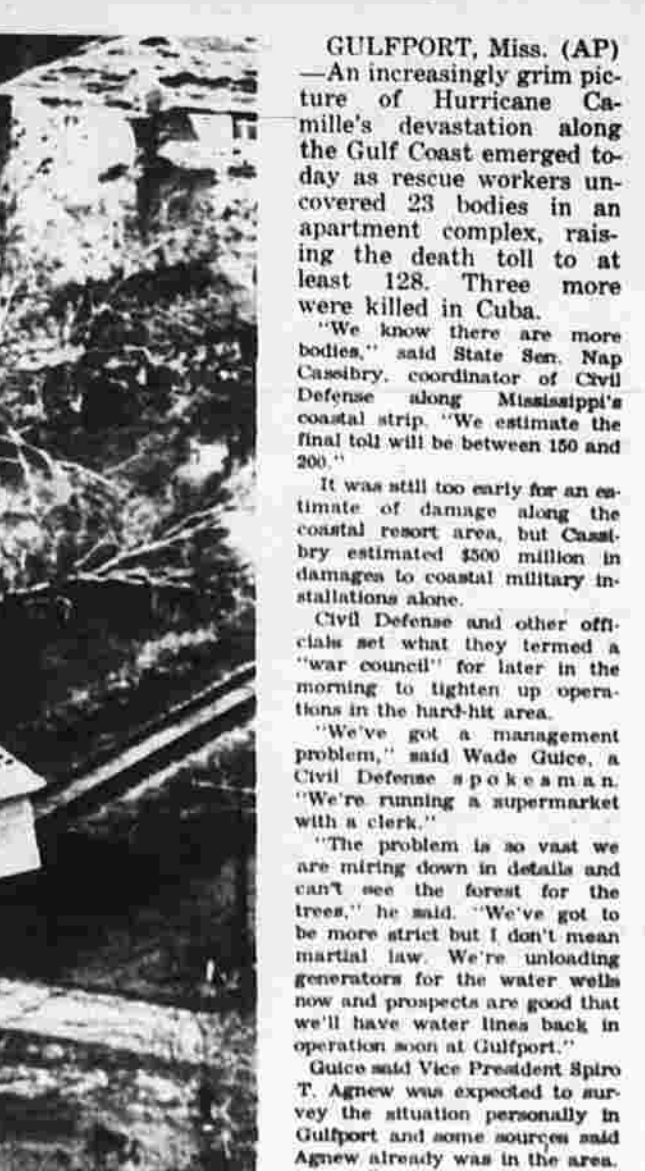 GULFPORT, Miss. (AP)
—An increasingly grim pic-
ture of Hurricane Ca-
mille's devastation along
the Gulf Coast emerged to-
day as rescue workers un-
covered 23 bodies in an
apartment complex, rais-
ing the death toll to at
least 128. Three more
were killed in Cuba.
"We know there are more
bodies," said State Sen. Nap
Cassibry, coordinator of Civil
Defense along Mississippi's
coastal strip. "We estimate the
final toll will be between 150 and
200."
It was still too early for an es-
timate of damage along the
coastal resort area, but Cassi-
bry estimated $500 million in
damages to coastal military in-
stallations alone.
Civil Defense and other offi-
cials set what they termed a
"war council" for later in the
morning to tighten up opera-
tions in the hard-hit area.
"We've got a management
problem," said Wade Guice, a
Civil Defense spokesman.
"We're running a supermarket
with a clerk."
"The problem is so vast we
are miring down in details and
can't see the forest for the
trees," he said. "We've got to
be more strict but I don't mean
martial law. We're unloading
generators for the water wells
now and prospects are good that
we'll have water lines back in
operation soon at Gulfport."
Guice said Vice President Spiro
T. Agnew was expected to sur-
vey the situation personally in
Gulfport and some sources said
Agnew already was in the area.